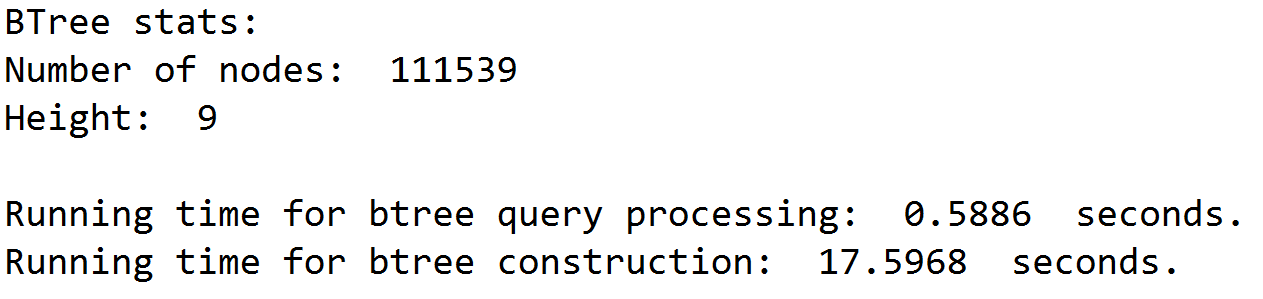 BTree stats:
Number of nodes:  111539
Height:  9
Running time for btree query processing:  0.5886  seconds.
Running time for btree construction:  17.5968  seconds.